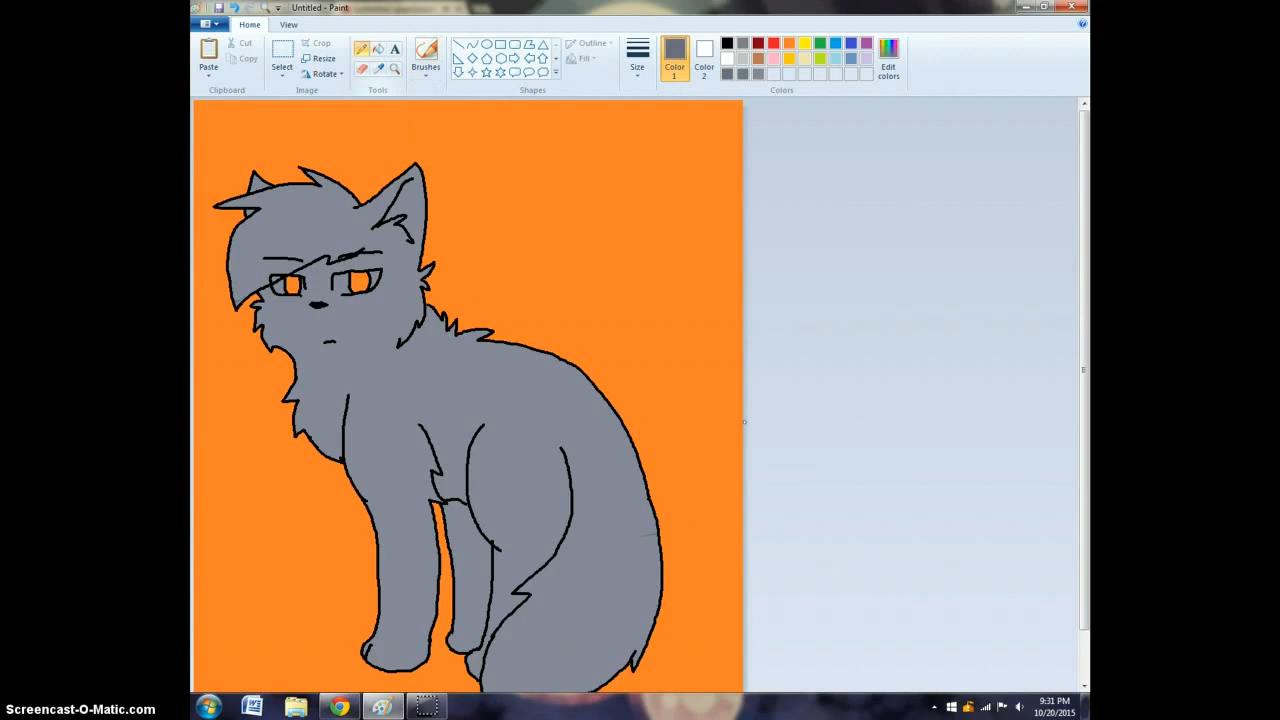 Untitled - Paint
Home
View
Paste
Cut
Copy
Clipboard
Select
Crop
Resize
Rotate
Image
Tools
Brushes
Outline
Fill
Shapes
Size
Color
1
Color
2
Edit
colors
Colors
9:31 PM
10/20/2015
Screencast-O-Matic.com